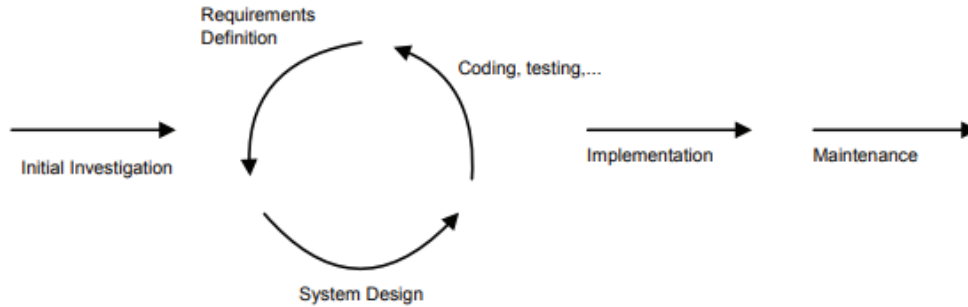 Requirements
Definition
Coding, testing,...
Initial Investigation
Implementation
Maintenance
System Design